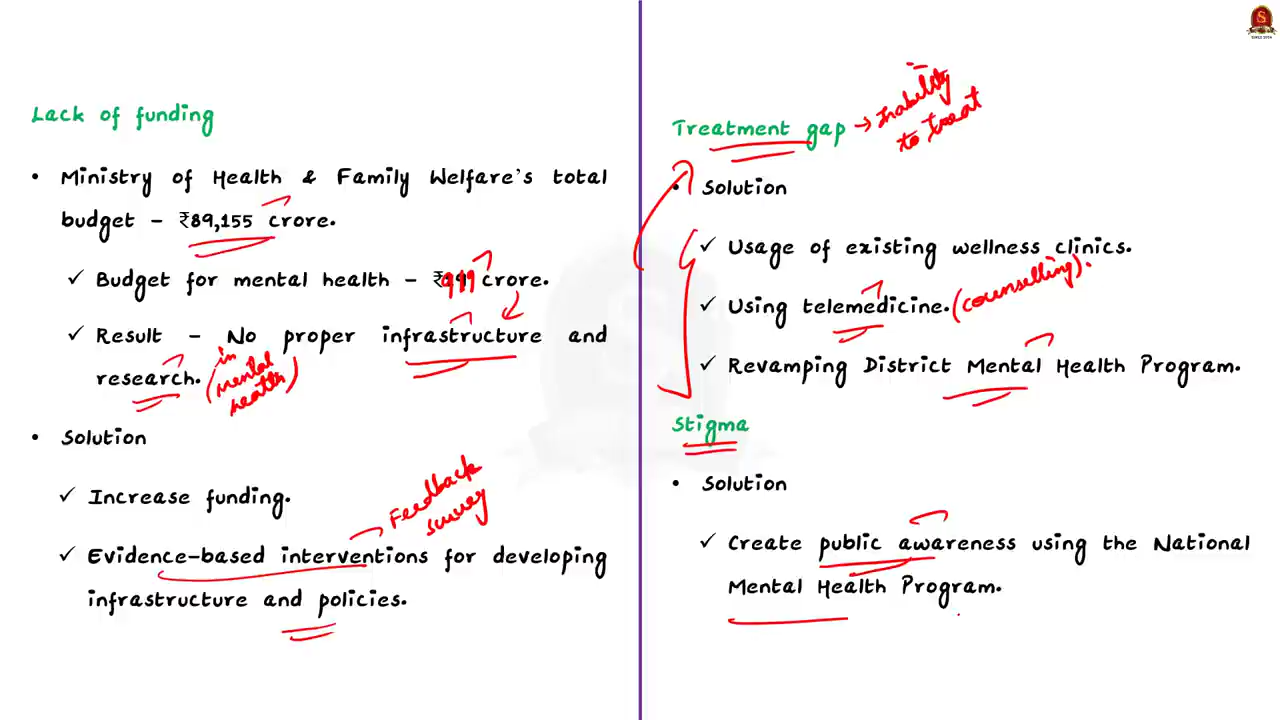 Lack of funding
• Ministry of Health & Family Welfare's total
budget – ₹89,155 crore.
✓ Budget for mental health – ₹ crore.
✓ Result – No proper infrastructure and
research. (in
mental
health)
• Solution
✓ Increase funding.
Feedback
survey
✓ Evidence-based interventions for developing
infrastructure and policies.
Treatment gap → Inability
to treat
• Solution
✓ Usage of existing wellness clinics.
✓ Using telemedicine. (counselling).
✓ Revamping District Mental Health Program.
Stigma
• Solution
✓ Create public awareness using the National
Mental Health Program.